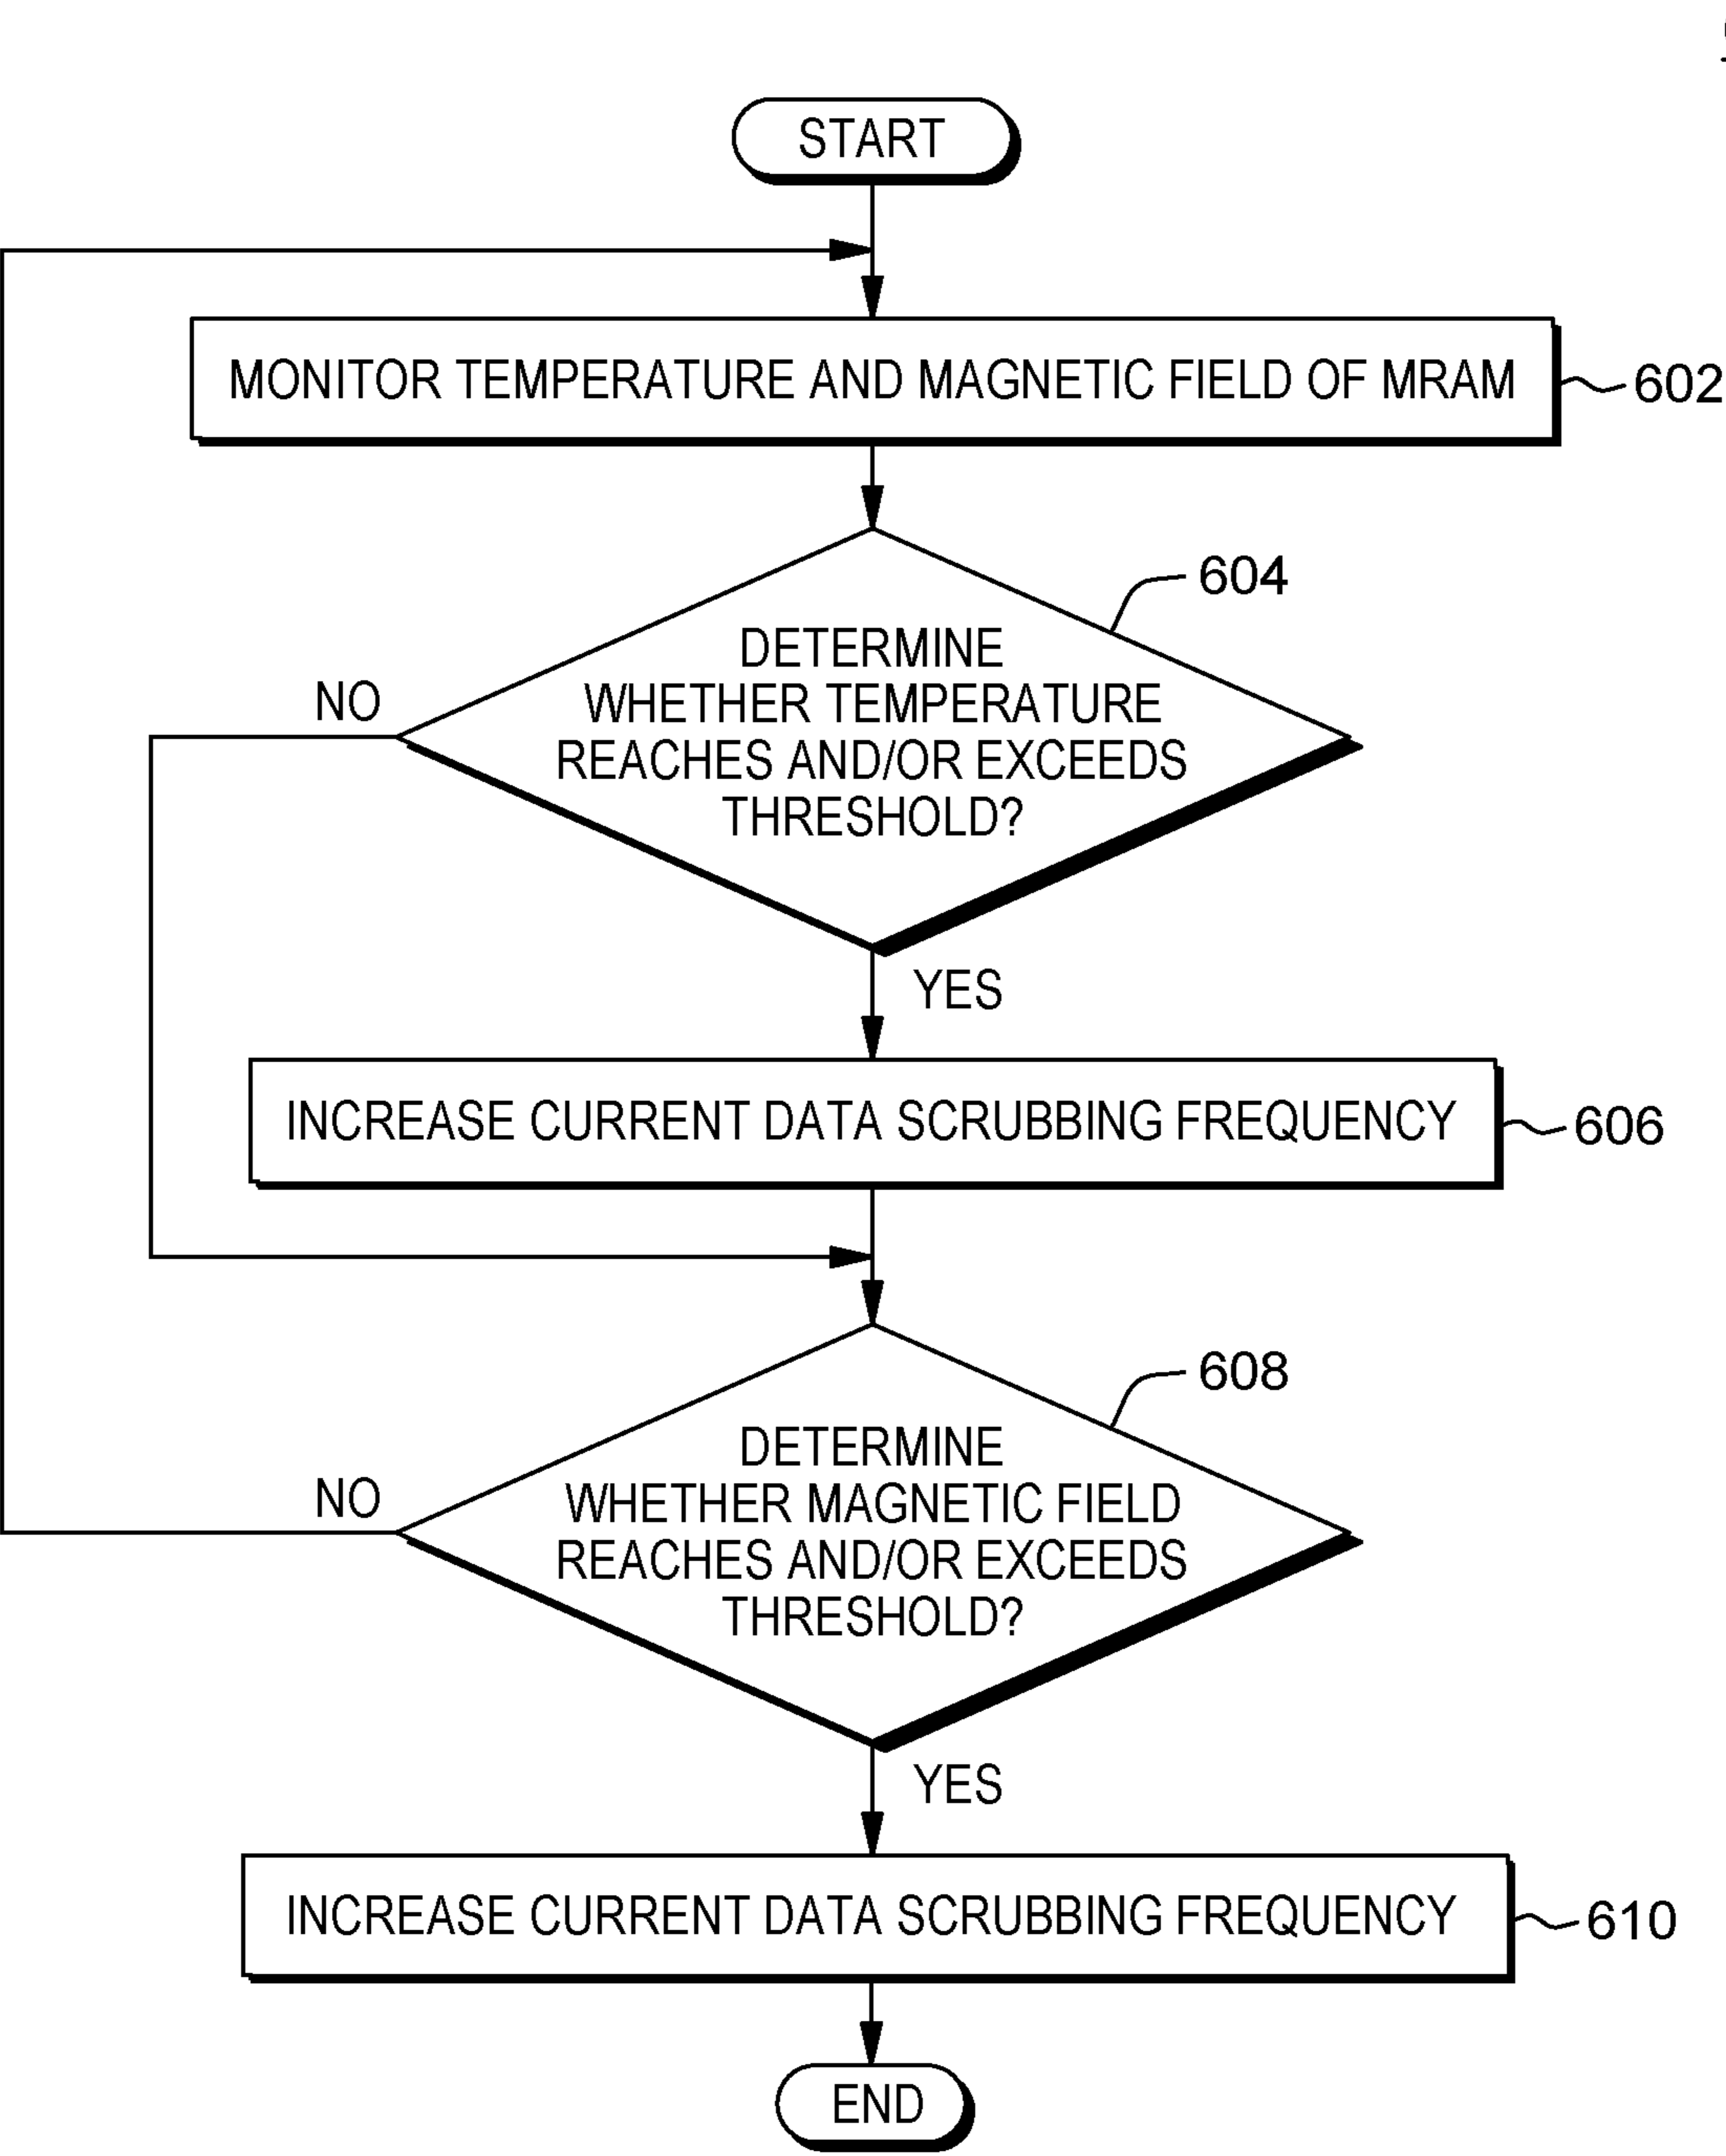 START
MONITOR TEMPERATURE AND MAGNETIC FIELD OF MRAM
602
604
DETERMINE
WHETHER TEMPERATURE
REACHES AND/OR EXCEEDS
THRESHOLD?
NO
YES
INCREASE CURRENT DATA SCRUBBING FREQUENCY
606
608
DETERMINE
WHETHER MAGNETIC FIELD
REACHES AND/OR EXCEEDS
THRESHOLD?
NO
YES
INCREASE CURRENT DATA SCRUBBING FREQUENCY
610
END